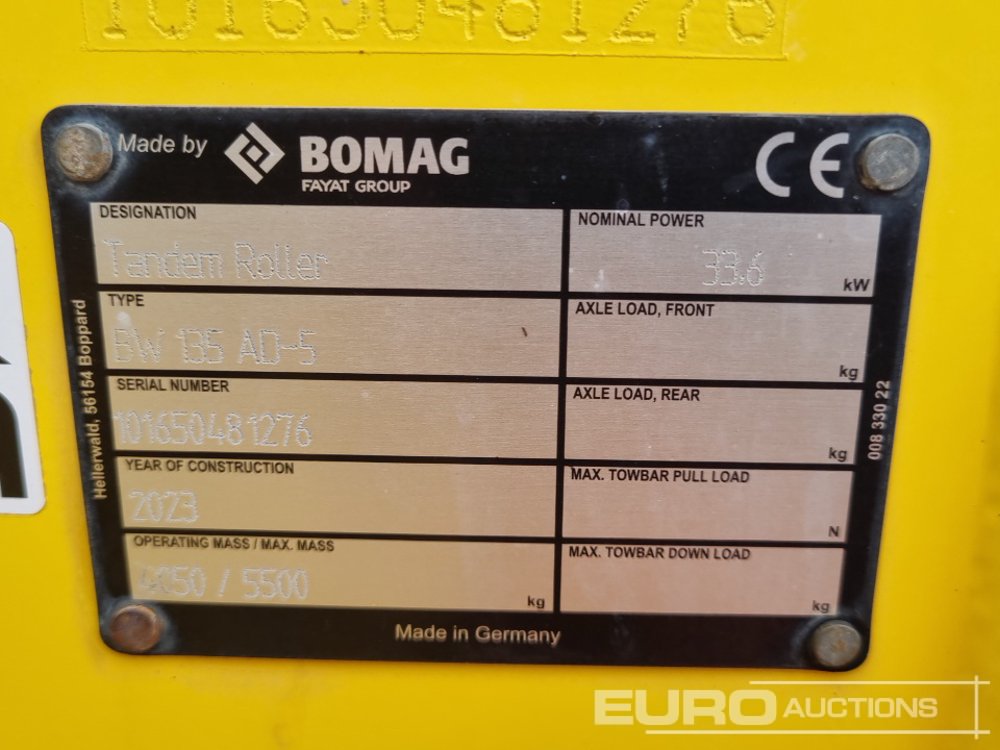 101650481276
Made by BOMAG
FAYAT GROUP
CE
DESIGNATION
Tandem Roller
NOMINAL POWER
33.6 kW
TYPE
BW 135 AD-5
AXLE LOAD, FRONT
kg
SERIAL NUMBER
101650481276
AXLE LOAD, REAR
kg
YEAR OF CONSTRUCTION
2023
MAX. TOWBAR PULL LOAD
N
OPERATING MASS / MAX. MASS
4050 / 5500 kg
MAX. TOWBAR DOWN LOAD
kg
Made in Germany
Hellerwald, 56154 Boppard
008 330 22
EURO AUCTIONS